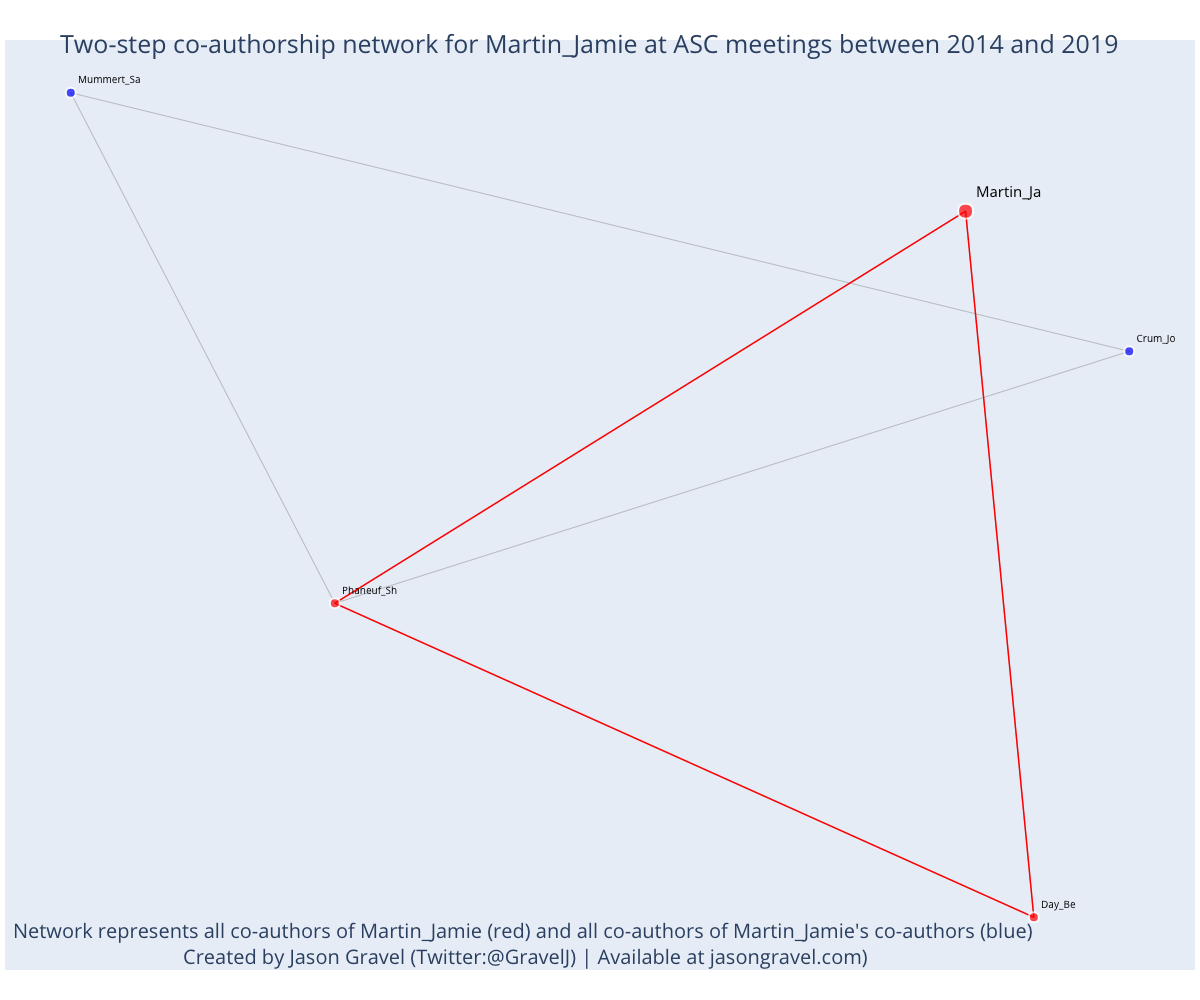 Two-step co-authorship network for Martin_Jamie at ASC meetings between 2014 and 2019
Mummert_Sa
Martin_Ja
Crum_Jo
Phaneuf_Sh
Day_Be
Network represents all co-authors of Martin_Jamie (red) and all co-authors of Martin_Jamie's co-authors (blue)
Created by Jason Gravel (Twitter:@GravelJ) | Available at jasongravel.com)